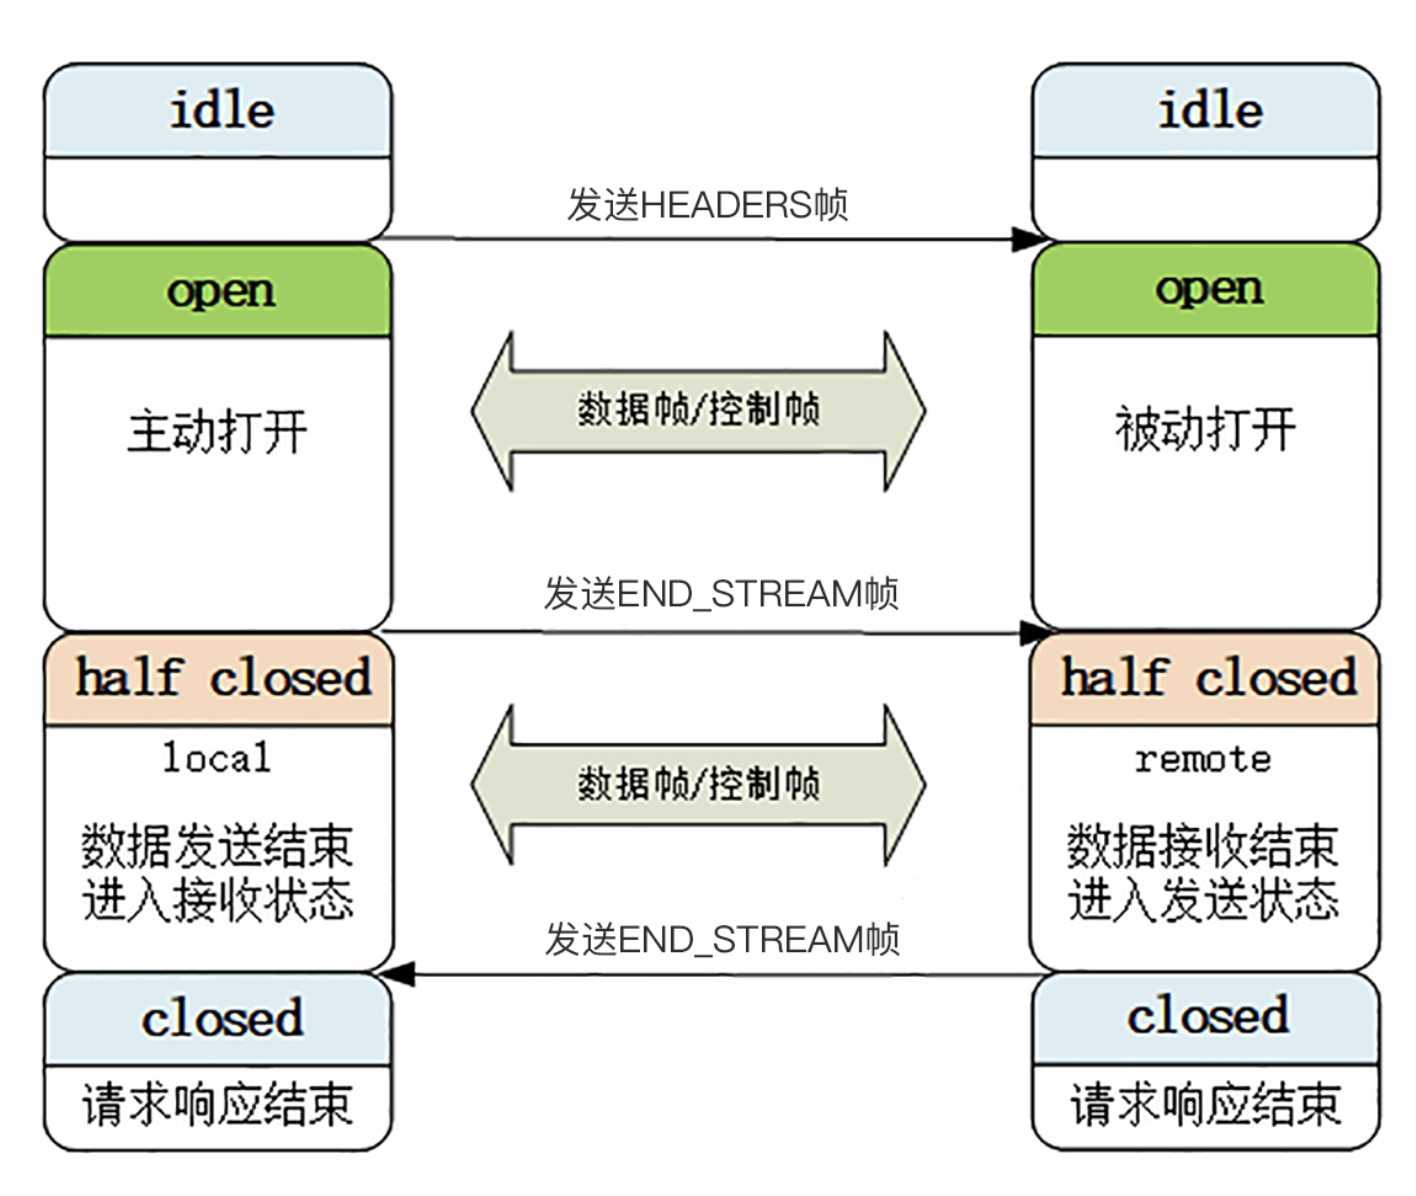 idle
idle
发送HEADERS帧
open
open
主动打开
数据帧/控制帧
被动打开
发送END_STREAM帧
half closed
half closed
local
remote
数据帧/控制帧
数据发送结束
进入接收状态
数据接收结束
进入发送状态
发送END_STREAM帧
closed
closed
请求响应结束
请求响应结束